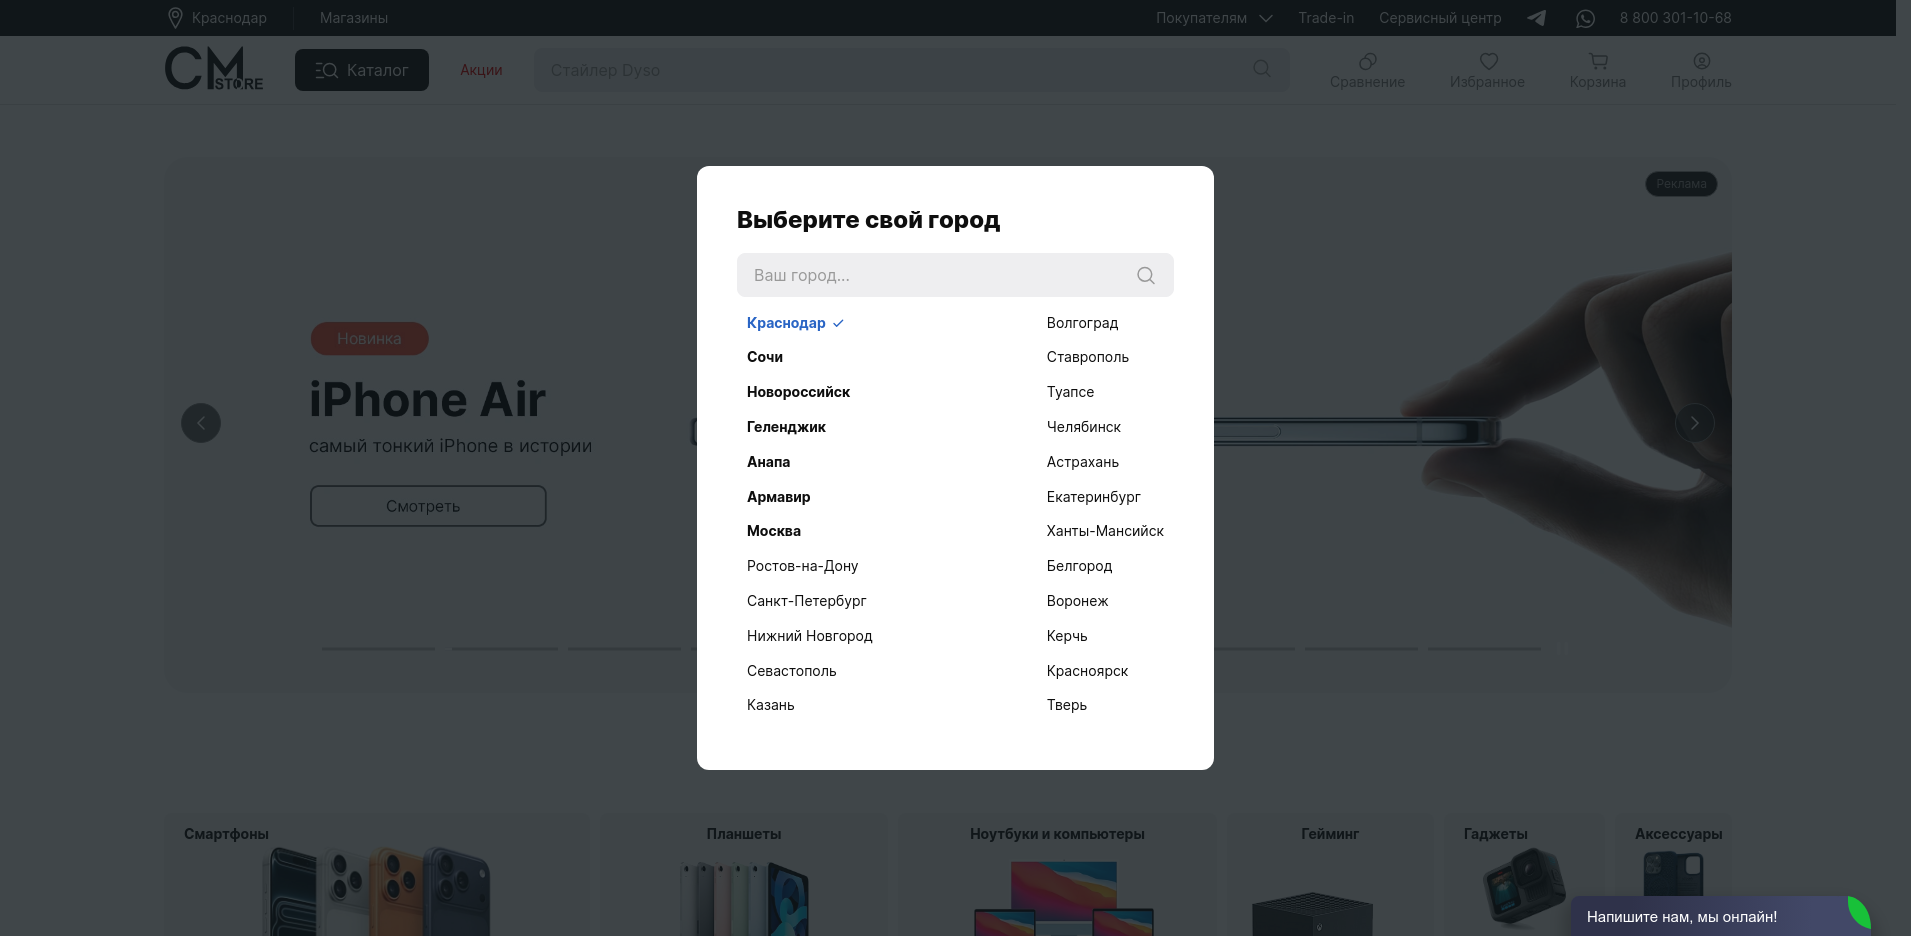 Краснодар
Магазины
Покупателям
Trade-in
Сервисный центр
8 800 301-10-68
CM STORE
Каталог
Акции
Стайлер Dyso
Сравнение
Избранное
Корзина
Профиль
Реклама
Новинка
iPhone Air
самый тонкий iPhone в истории
Смотреть
Выберите свой город
Ваш город...
Краснодар
Сочи
Новороссийск
Геленджик
Анапа
Армавир
Москва
Ростов-на-Дону
Санкт-Петербург
Нижний Новгород
Севастополь
Казань
Волгоград
Ставрополь
Туапсе
Челябинск
Астрахань
Екатеринбург
Ханты-Мансийск
Белгород
Воронеж
Керчь
Красноярск
Тверь
Смартфоны
Планшеты
Ноутбуки и компьютеры
Гейминг
Гаджеты
Аксессуары
Напишите нам, мы онлайн!